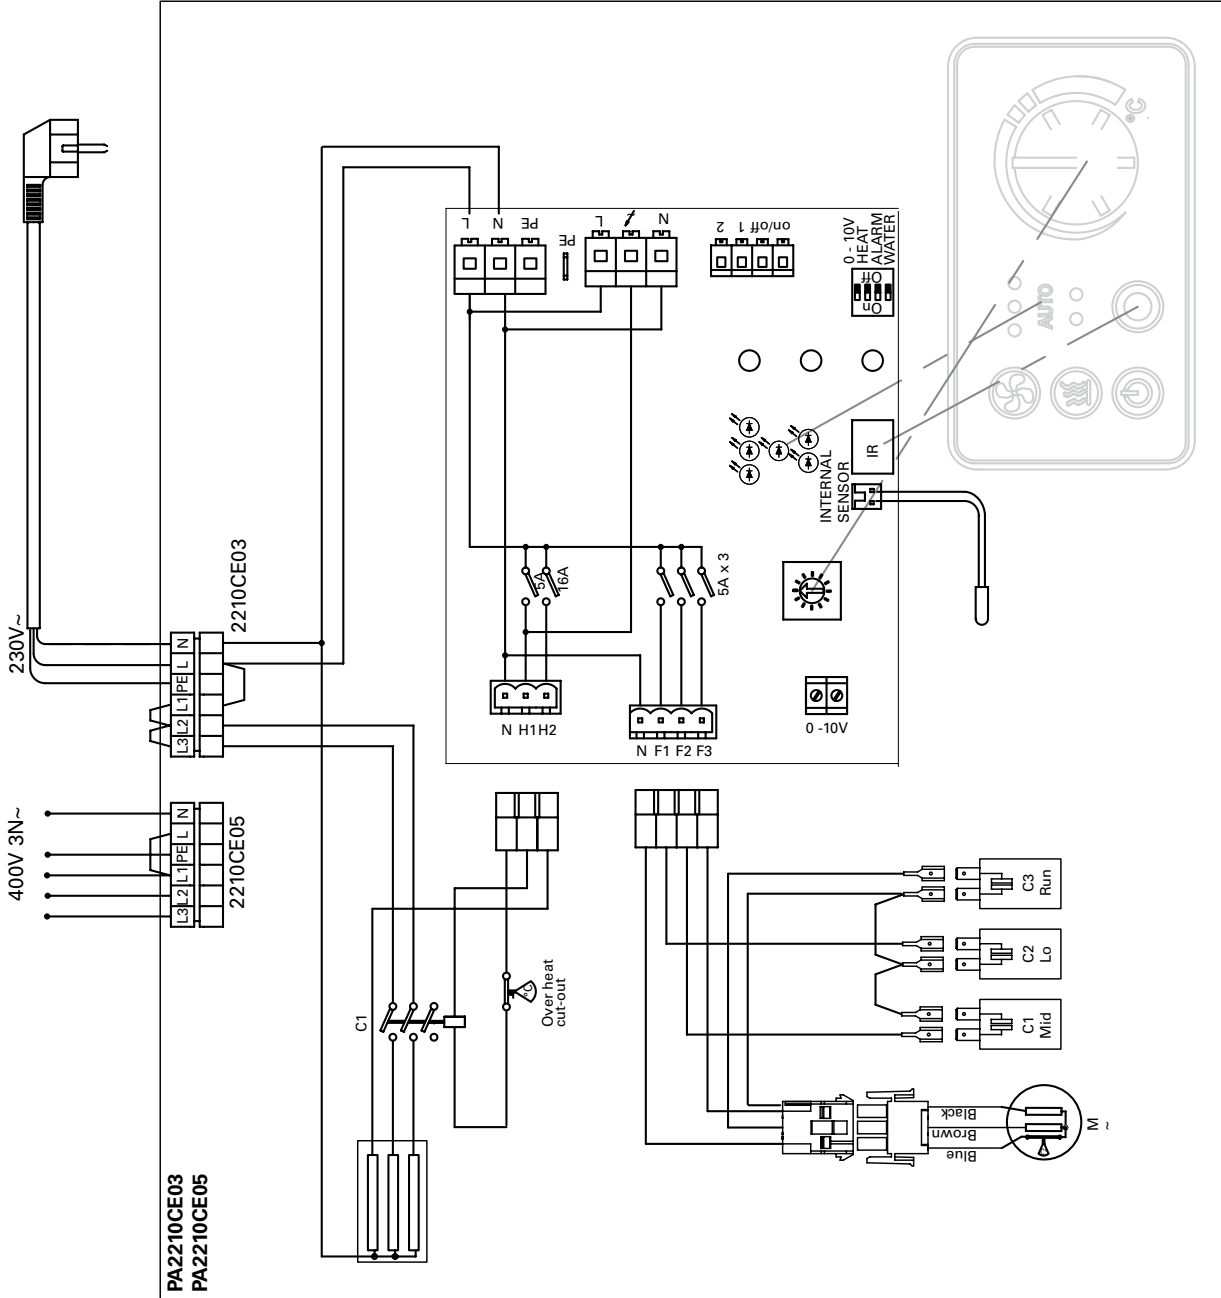 230V~
N
L
PE
L1
L2
L3
2210CE03
400V 3N~
N
L
PE
L1
L2
L3
2210CE05
L
N
PE
PE
L
N
2
1
on/off
0 - 10V
HEAT
ALARM
WATER
Off
On
°C
AUTO
IR
INTERNAL
SENSOR
5A
16A
5A x 3
N H1 H2
N F1 F2 F3
0 -10V
C1
°C
Over heat
cut-out
C3
Run
C2
Lo
C1
Mid
Black
Brown
Blue
M
~
PA2210CE03
PA2210CE05